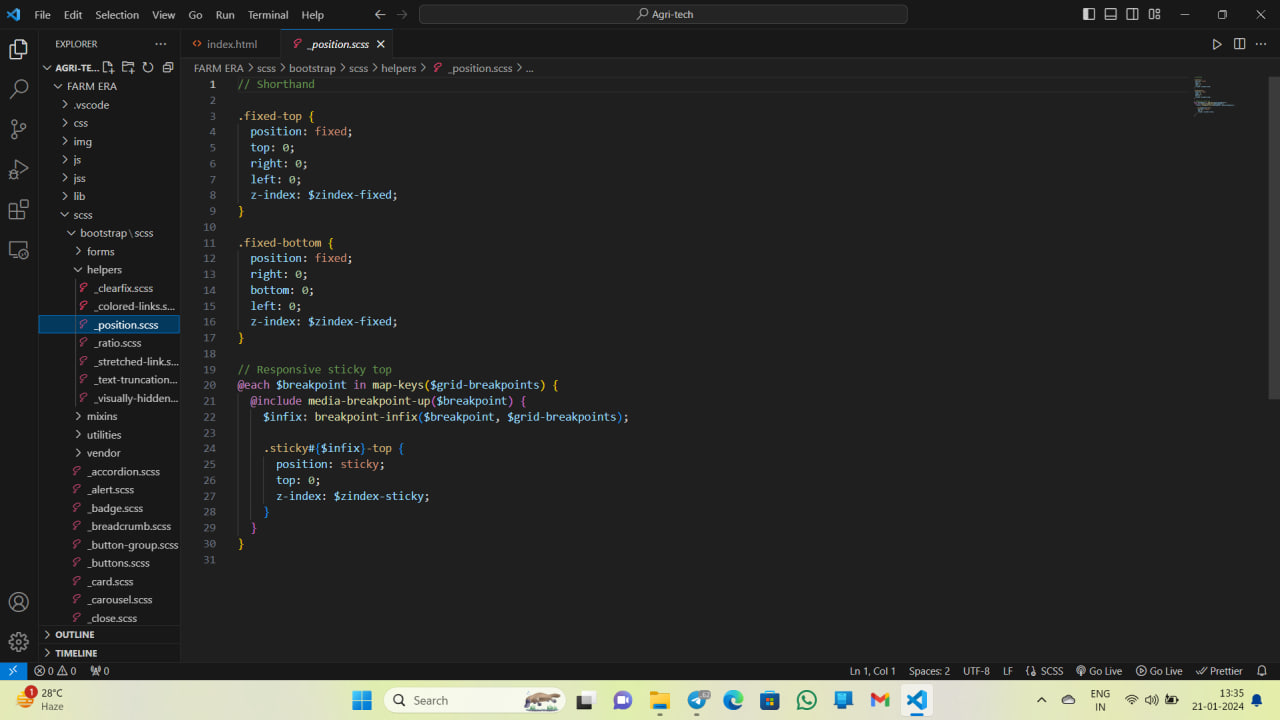 File Edit Selection View Go Run Terminal Help
Agri-tech
EXPLORER
AGRI-TE...
FARM ERA
.vscode
css
img
js
jss
lib
scss
bootstrap\scss
forms
helpers
_clearfix.scss
_colored-links.s...
_position.scss
_ratio.scss
_stretched-link.s...
_text-truncation...
_visually-hidden...
mixins
utilities
vendor
_accordion.scss
_alert.scss
_badge.scss
_breadcrumb.scss
_button-group.scss
_buttons.scss
_card.scss
_carousel.scss
_close.scss
OUTLINE
TIMELINE
index.html
_position.scss
FARM ERA > scss > bootstrap > scss > helpers > _position.scss > ...
1 // Shorthand
2
3 .fixed-top {
4 position: fixed;
5 top: 0;
6 right: 0;
7 left: 0;
8 z-index: $zindex-fixed;
9 }
10
11 .fixed-bottom {
12 position: fixed;
13 right: 0;
14 bottom: 0;
15 left: 0;
16 z-index: $zindex-fixed;
17 }
18
19 // Responsive sticky top
20 @each $breakpoint in map-keys($grid-breakpoints) {
21 @include media-breakpoint-up($breakpoint) {
22 $infix: breakpoint-infix($breakpoint, $grid-breakpoints);
23
24 .sticky#{$infix}-top {
25 position: sticky;
26 top: 0;
27 z-index: $zindex-sticky;
28 }
29 }
30 }
31
0 0 0
Ln 1, Col 1 Spaces: 2 UTF-8 LF {} SCSS Go Live Go Live Prettier
1
28°C
Haze
Search
ENG
IN
13:35
21-01-2024